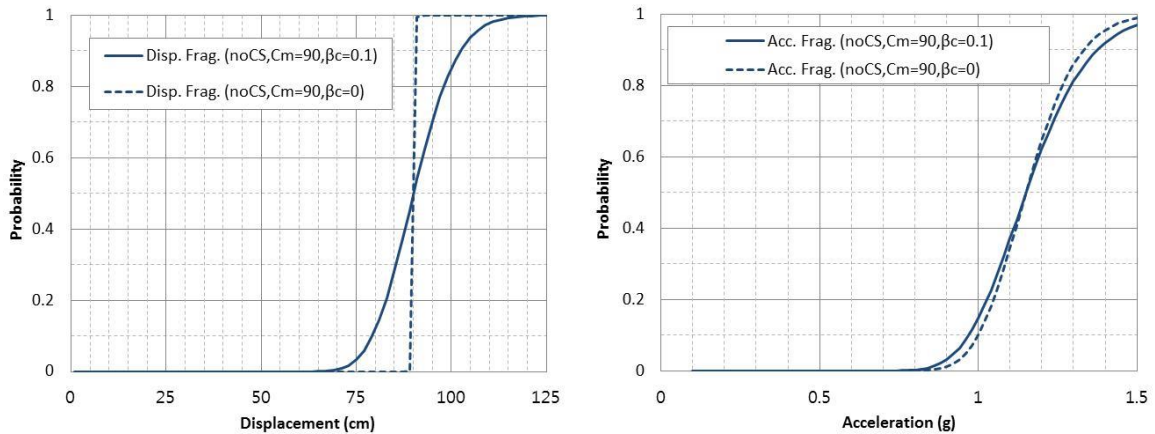 1
0.8
0.6
0.4
0.2
0
Probability
Disp. Frag. (noCS,Cm=90,βc=0.1)
Disp. Frag. (noCS,Cm=90,βc=0)
0 25 50 75 100 125
Displacement (cm)
1
0.8
0.6
0.4
0.2
0
Probability
Acc. Frag. (noCS,Cm=90,βc=0.1)
Acc. Frag. (noCS,Cm=90,βc=0)
0 0.5 1 1.5
Acceleration (g)